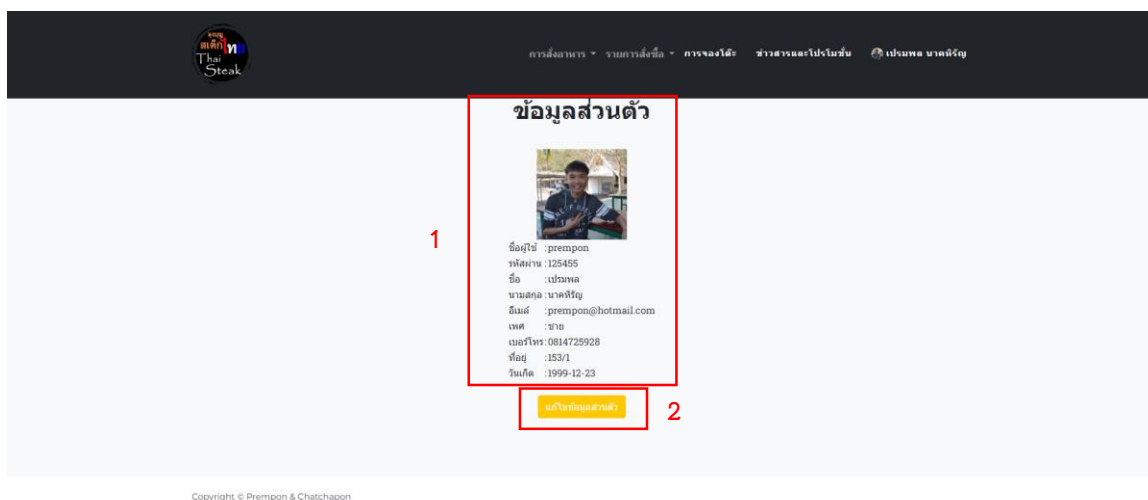 สเต็กไทย
Thai
Steak
การสั่งอาหาร รายการสั่งซื้อ การจองโต๊ะ ข่าวสารและโปรโมชั่น เปรมพล นาคหิรัญ
ข้อมูลส่วนตัว
1
ชื่อผู้ใช้ :prempon
รหัสผ่าน :125455
ชื่อ :เปรมพล
นามสกุล :นาคหิรัญ
อีเมล์ :prempon@hotmail.com
เพศ :ชาย
เบอร์โทร :0814725928
ที่อยู่ :153/1
วันเกิด :1999-12-23
แก้ไขข้อมูลส่วนตัว
2
Copyright © Prempon & Chatchapon